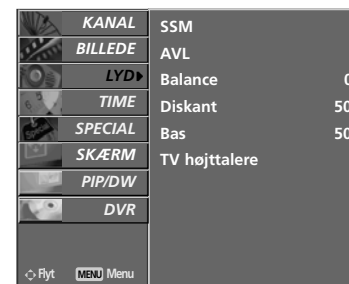 KANAL
BILLEDE
LYD
TIME
SPECIAL
SKÆRM
PIP/DW
DVR
Flyt MENU Menu
SSM
AVL
Balance 0
Diskant 50
Bas 50
TV højttalere